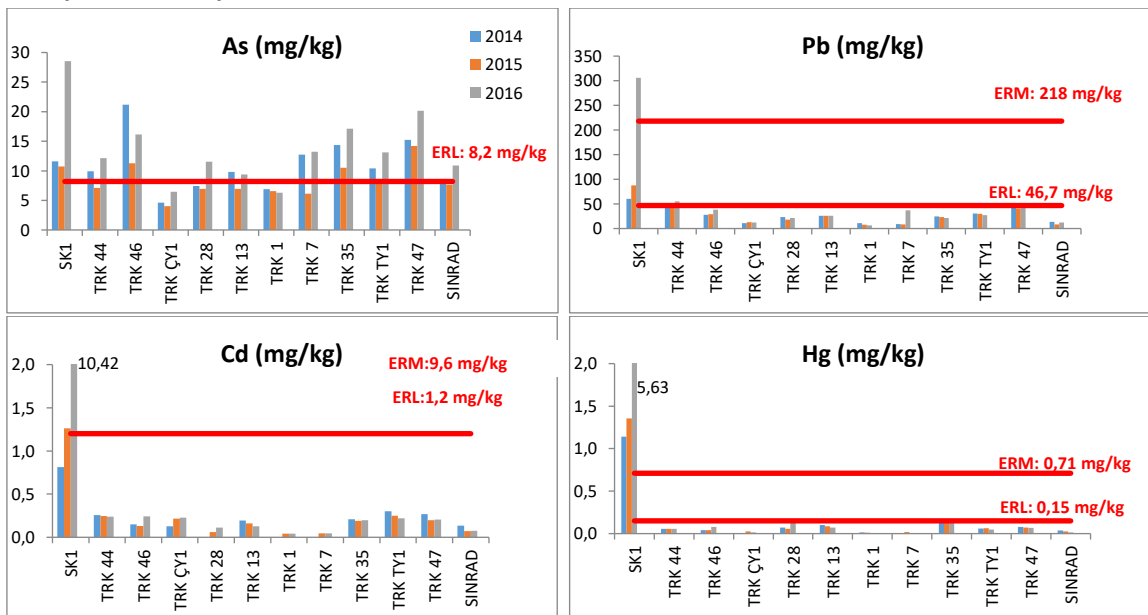 As (mg/kg)
2014
2015
2016
30
25
20
15
10
5
0
ERL: 8,2 mg/kg
SK1
TRK 44
TRK 46
TRK ÇY1
TRK 28
TRK 13
TRK 1
TRK 7
TRK 35
TRK TY1
TRK 47
SINRAD
Pb (mg/kg)
350
300
250
200
150
100
50
0
ERM: 218 mg/kg
ERL: 46,7 mg/kg
SK1
TRK 44
TRK 46
TRK ÇY1
TRK 28
TRK 13
TRK 1
TRK 7
TRK 35
TRK TY1
TRK 47
SINRAD
Cd (mg/kg)
2,0
1,5
1,0
0,5
0,0
10,42
ERM:9,6 mg/kg
ERL:1,2 mg/kg
SK1
TRK 44
TRK 46
TRK ÇY1
TRK 28
TRK 13
TRK 1
TRK 7
TRK 35
TRK TY1
TRK 47
SINRAD
Hg (mg/kg)
2,0
1,5
1,0
0,5
0,0
5,63
ERM: 0,71 mg/kg
ERL: 0,15 mg/kg
SK1
TRK 44
TRK 46
TRK ÇY1
TRK 28
TRK 13
TRK 1
TRK 7
TRK 35
TRK TY1
TRK 47
SINRAD